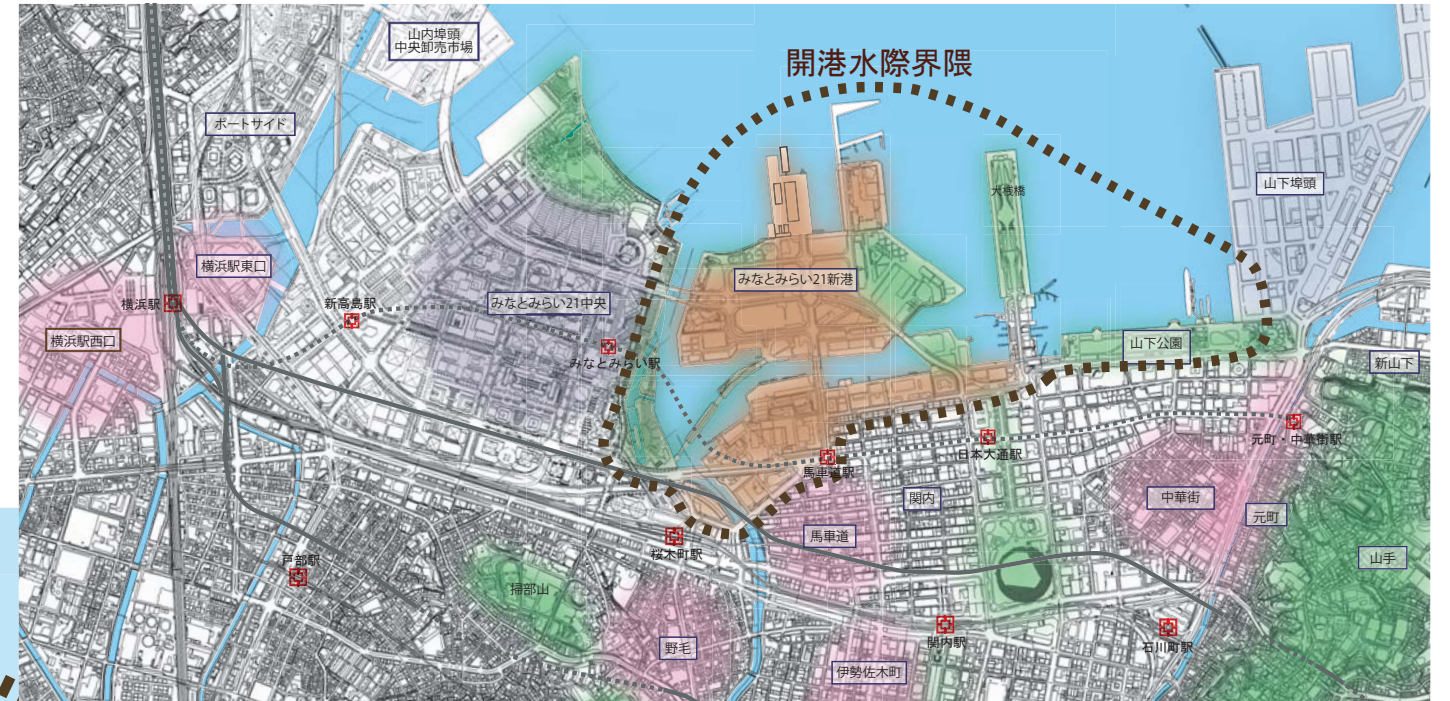 山内埠頭
中央卸売市場
開港水際界隈
ポートサイド
山下埠頭
大桟橋
横浜駅東口
みなとみらい21新港
横浜駅
新高島駅
みなとみらい21中央
横浜駅西口
みなとみらい駅
山下公園
新山下
元町・中華街駅
日本大通駅
馬車道駅
関内
中華街
元町
馬車道
桜木町駅
山手
戸部駅
掃部山
野毛
関内駅
石川町駅
伊勢佐木町